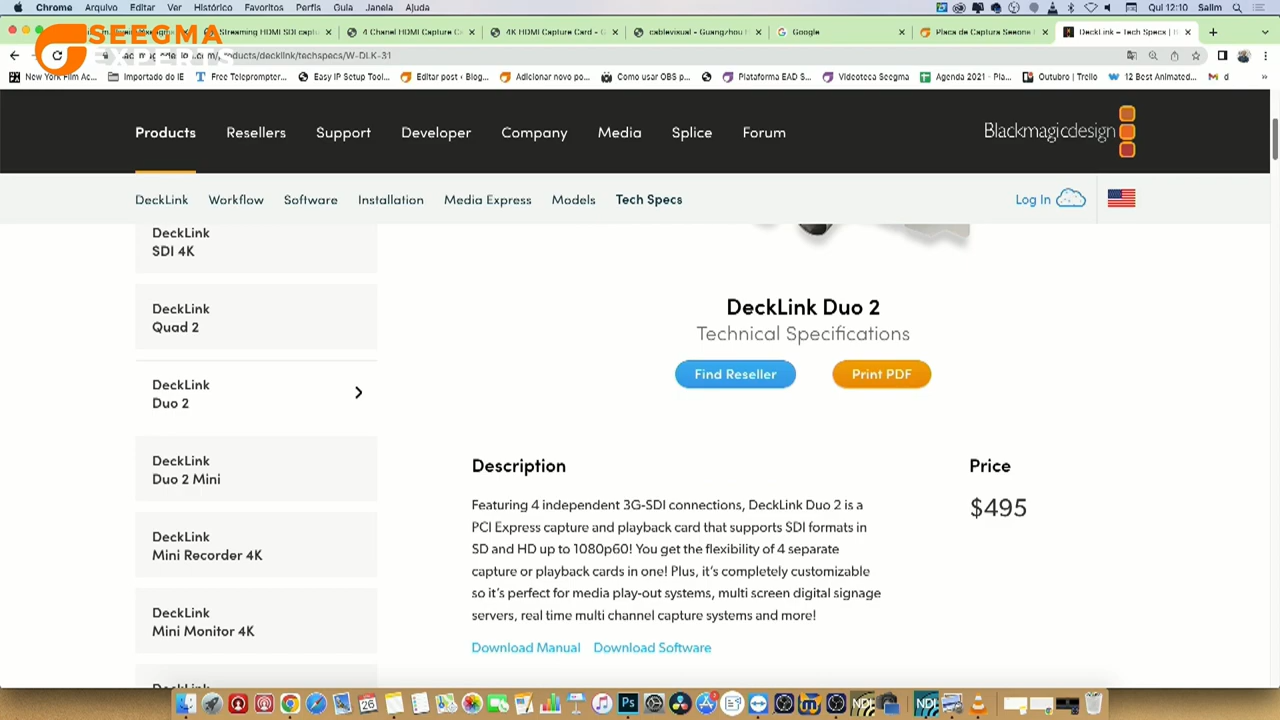 Chrome Arquivo Editar Ver Histórico Favoritos Perfis Guia Janela Ajuda Qui 12:10 Salim
SEEGMA
EXPERTS
Streaming HDMI SDI capt 4 Chanel HDMI Capture C 4K HDMI Capture Card - C cablevisual - Guangzhou Google Placa de Captura Seeone DeckLink – Tech Specs | B
/products/decklink/techspecs/W-DLK-31
New York Film Ac... Importado do IE Free Teleprompter... Easy IP Setup Tool... Editar post ‹ Blog... Adicionar novo po... Como usar OBS p... Plataforma EAD S... Videoteca Seegma Agenda 2021 - Pla... Outubro | Trello 12 Best Animated... d »
Products Resellers Support Developer Company Media Splice Forum
Blackmagicdesign
DeckLink Workflow Software Installation Media Express Models Tech Specs Log In
DeckLink
SDI 4K
DeckLink
Quad 2
DeckLink
Duo 2
DeckLink
Duo 2 Mini
DeckLink
Mini Recorder 4K
DeckLink
Mini Monitor 4K
DeckLink
DeckLink Duo 2
Technical Specifications
Find Reseller Print PDF
Description
Featuring 4 independent 3G-SDI connections, DeckLink Duo 2 is a
PCI Express capture and playback card that supports SDI formats in
SD and HD up to 1080p60! You get the flexibility of 4 separate
capture or playback cards in one! Plus, it's completely customizable
so it's perfect for media play-out systems, multi screen digital signage
servers, real time multi channel capture systems and more!
Download Manual Download Software
Price
$495
26 Ps NDI NDI